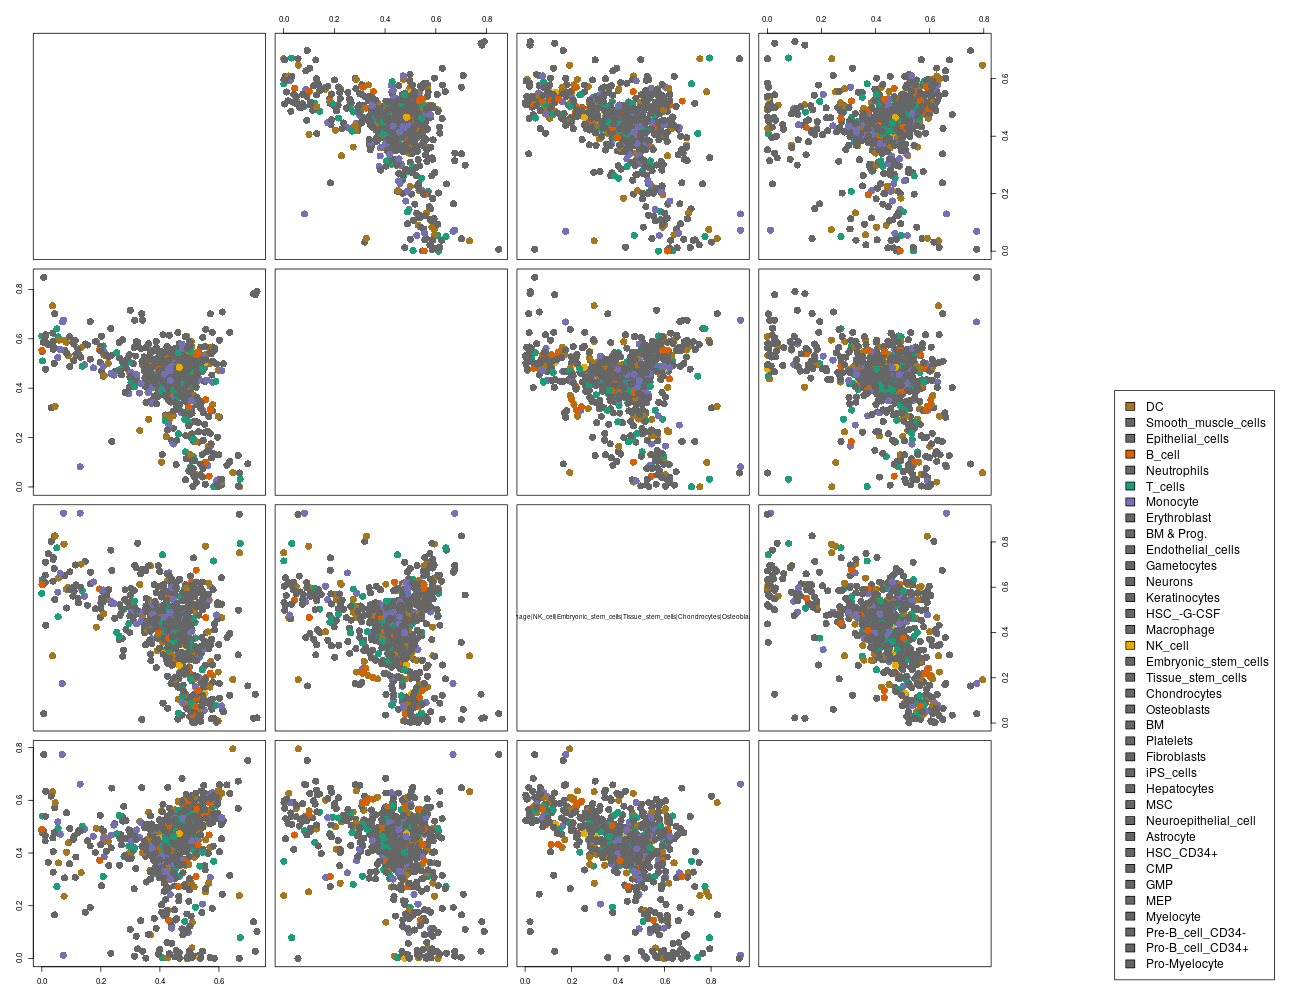 0.0 0.2 0.4 0.6 0.8
0.0 0.2 0.4 0.6 0.8
0.0 0.2 0.4 0.6
0.0 0.2 0.4 0.6 0.8
hage|NK_cell|Embryonic_stem_cells|Tissue_stem_cells|Chondrocytes|Osteobla
0.0 0.2 0.4 0.6 0.8
0.0 0.2 0.4 0.6 0.8
0.0 0.2 0.4 0.6
0.0 0.2 0.4 0.6 0.8
DC
Smooth_muscle_cells
Epithelial_cells
B_cell
Neutrophils
T_cells
Monocyte
Erythroblast
BM & Prog.
Endothelial_cells
Gametocytes
Neurons
Keratinocytes
HSC_-G-CSF
Macrophage
NK_cell
Embryonic_stem_cells
Tissue_stem_cells
Chondrocytes
Osteoblasts
BM
Platelets
Fibroblasts
iPS_cells
Hepatocytes
MSC
Neuroepithelial_cell
Astrocyte
HSC_CD34+
CMP
GMP
MEP
Myelocyte
Pre-B_cell_CD34-
Pro-B_cell_CD34+
Pro-Myelocyte